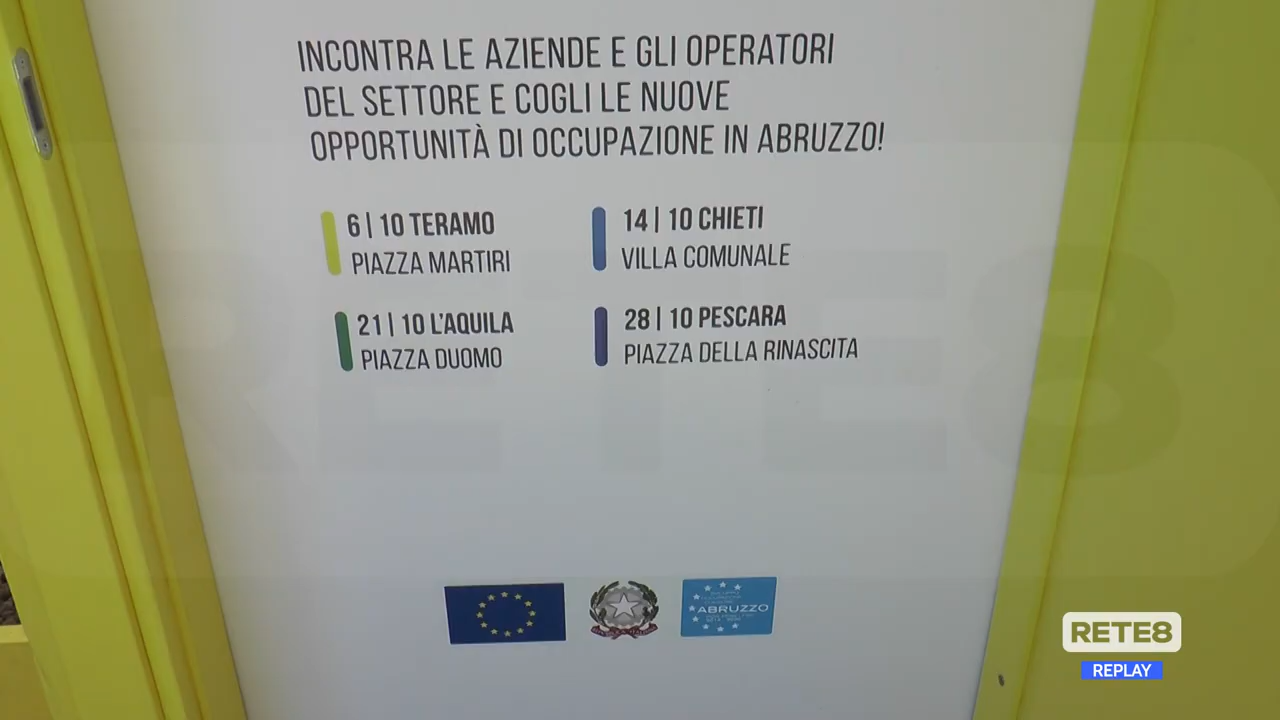 INCONTRA LE AZIENDE E GLI OPERATORI
DEL SETTORE E COGLI LE NUOVE
OPPORTUNITÀ DI OCCUPAZIONE IN ABRUZZO!
6 | 10 TERAMO
PIAZZA MARTIRI
14 | 10 CHIETI
VILLA COMUNALE
21 | 10 L'AQUILA
PIAZZA DUOMO
28 | 10 PESCARA
PIAZZA DELLA RINASCITA
ABRUZZO
RETE8
RETE8
REPLAY